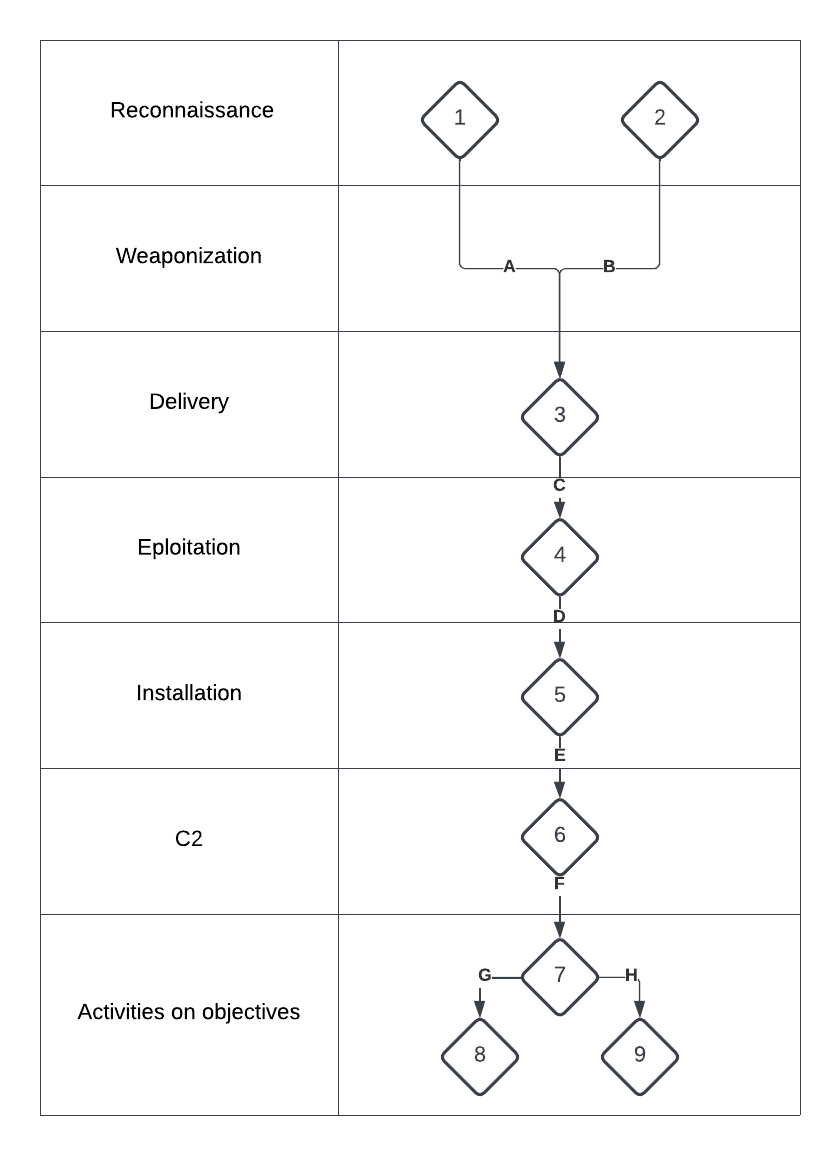 Reconnaissance
1
2
Weaponization
A
B
Delivery
3
C
Eploitation
4
D
Installation
5
E
C2
6
F
Activities on objectives
7
G
H
8
9